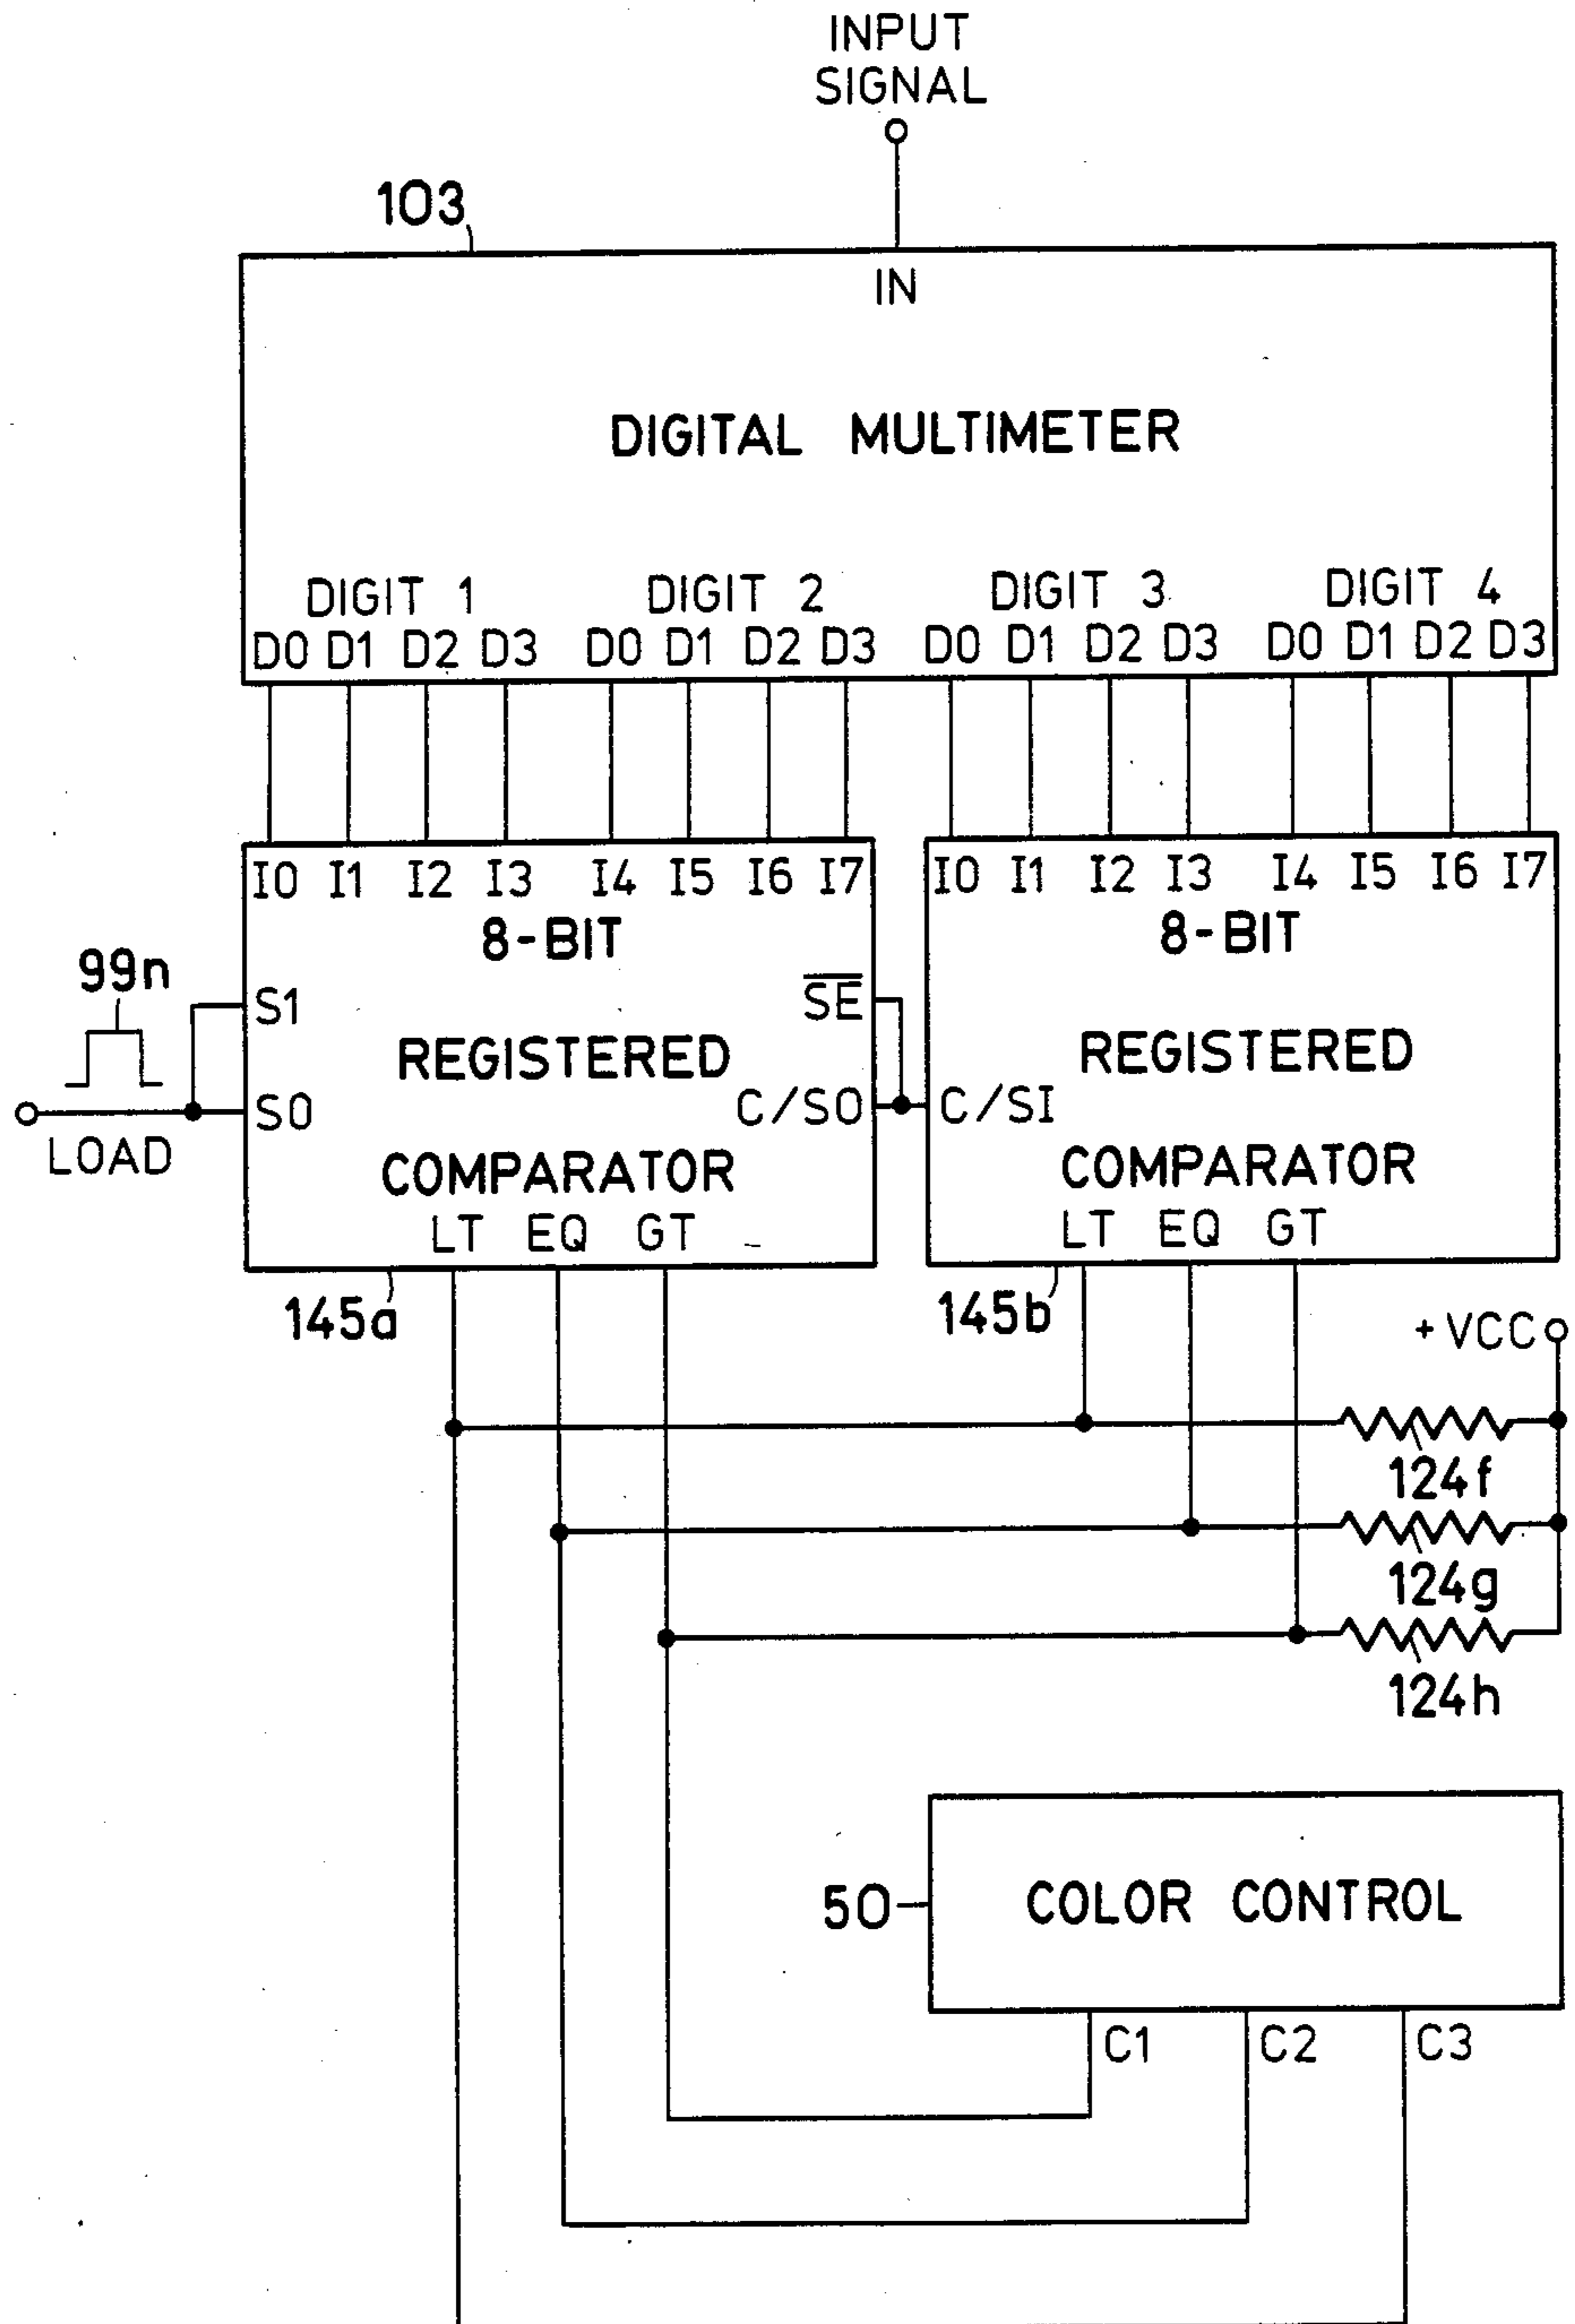 INPUT
SIGNAL
103
IN
DIGITAL MULTIMETER
DIGIT 1 DIGIT 2 DIGIT 3 DIGIT 4
D0 D1 D2 D3 D0 D1 D2 D3 D0 D1 D2 D3 D0 D1 D2 D3
I0 I1 I2 I3 I4 I5 I6 I7 I0 I1 I2 I3 I4 I5 I6 I7
8-BIT 8-BIT
99n
S1 SE
REGISTERED REGISTERED
S0 C/SO C/SI
LOAD
COMPARATOR COMPARATOR
LT EQ GT LT EQ GT
145a 145b
+VCC
124f
124g
124h
50 COLOR CONTROL
C1 C2 C3